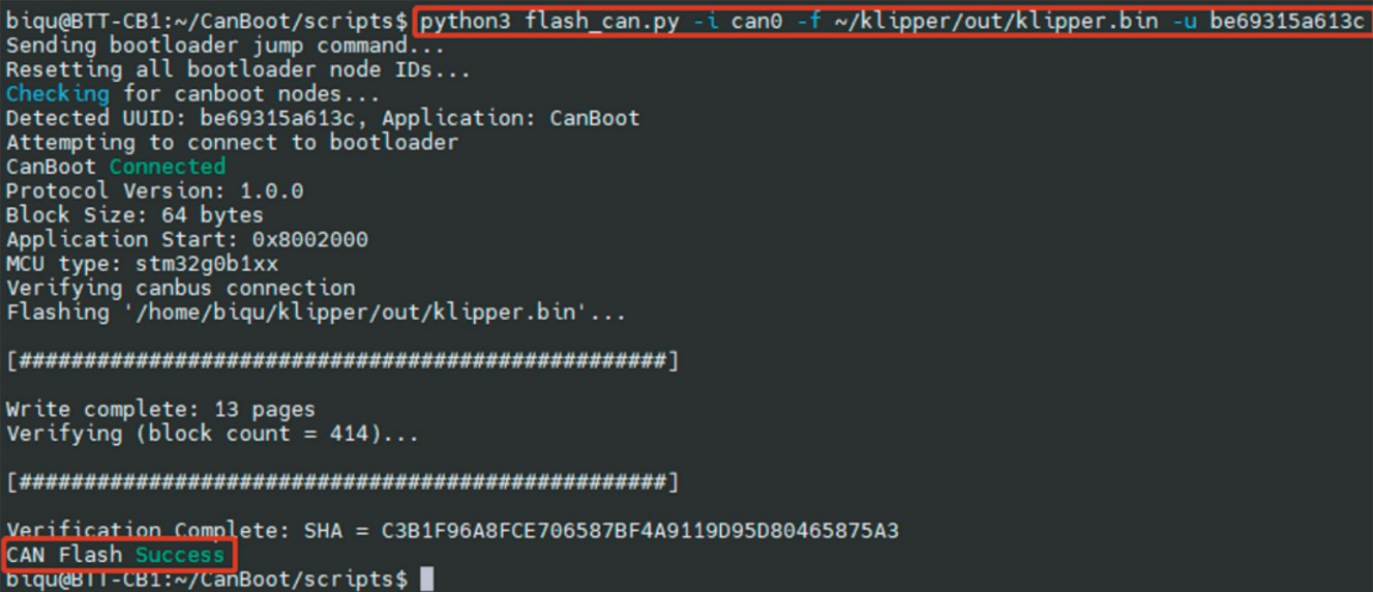 biqu@BTT-CB1:~/CanBoot/scripts$ python3 flash_can.py -i can0 -f ~/klipper/out/klipper.bin -u be69315a613c
Sending bootloader jump command...
Resetting all bootloader node IDs...
Checking for canboot nodes...
Detected UUID: be69315a613c, Application: CanBoot
Attempting to connect to bootloader
CanBoot Connected
Protocol Version: 1.0.0
Block Size: 64 bytes
Application Start: 0x8002000
MCU type: stm32g0b1xx
Verifying canbus connection
Flashing '/home/biqu/klipper/out/klipper.bin'...
[##################################################]
Write complete: 13 pages
Verifying (block count = 414)...
[##################################################]
Verification Complete: SHA = C3B1F96A8FCE706587BF4A9119D95D80465875A3
CAN Flash Success
biqu@BTT-CB1:~/CanBoot/scripts$